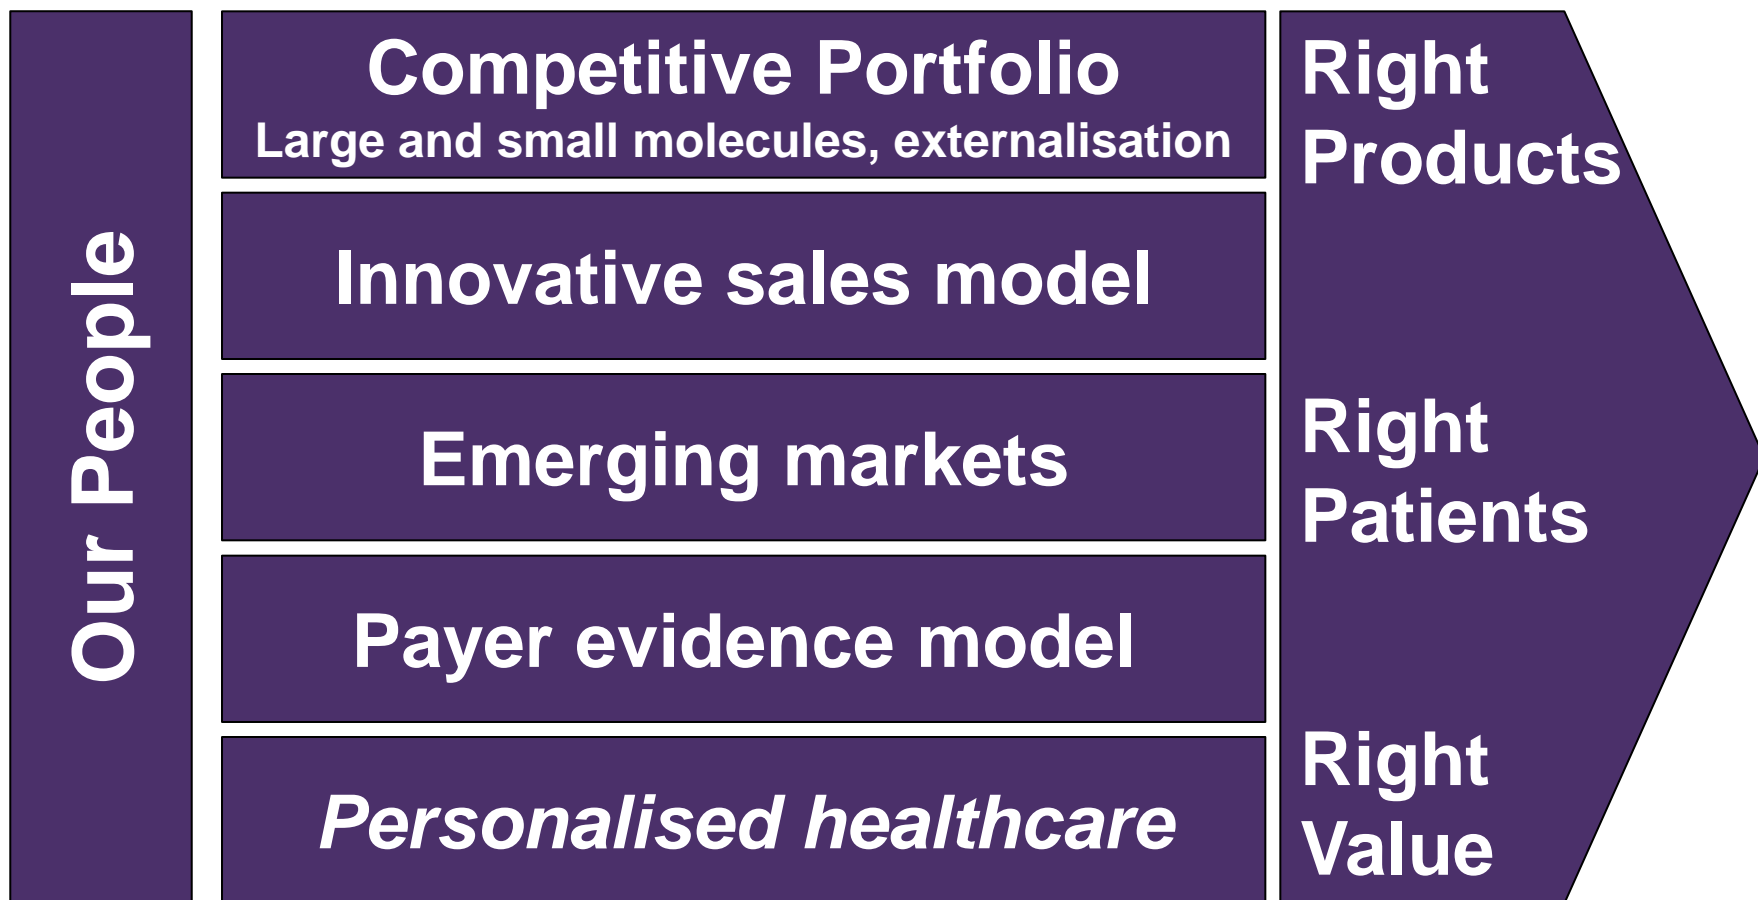 Our People
Competitive Portfolio
Large and small molecules, externalisation
Innovative sales model
Emerging markets
Payer evidence model
Personalised healthcare
Right
Products
Right
Patients
Right
Value